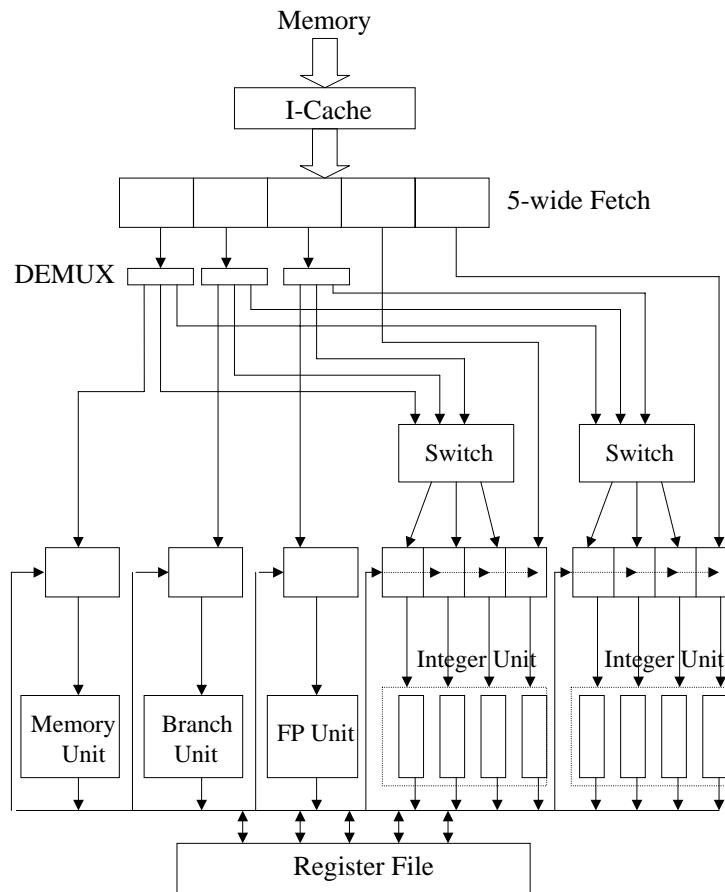 Memory
I-Cache
5-wide Fetch
DEMUX
Switch
Switch
Integer Unit
Integer Unit
Memory
Unit
Branch
Unit
FP Unit
Register File